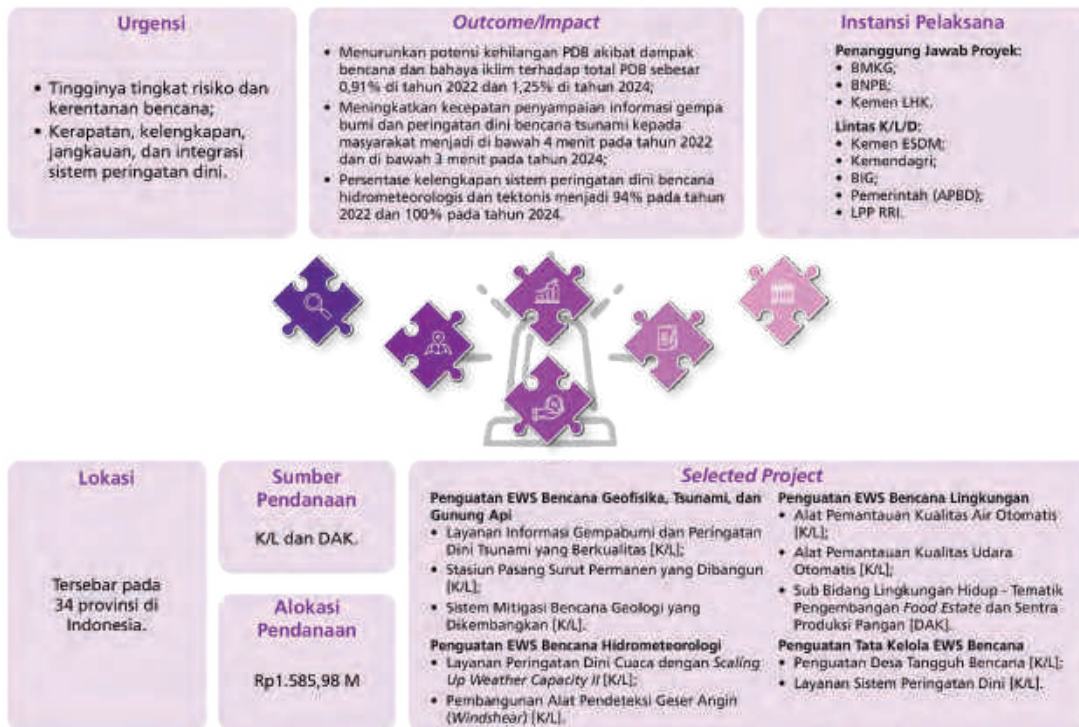 Urgensi
• Tingginya tingkat risiko dan
kerentanan bencana;
• Kerapatan, kelengkapan,
jangkauan, dan integrasi
sistem peringatan dini.
Outcome/Impact
• Menurunkan potensi kehilangan PDB akibat dampak
bencana dan bahaya iklim terhadap total PDB sebesar
0,91% di tahun 2022 dan 1,25% di tahun 2024;
• Meningkatkan kecepatan penyampaian informasi gempa
bumi dan peringatan dini bencana tsunami kepada
masyarakat menjadi di bawah 4 menit pada tahun 2022
dan di bawah 3 menit pada tahun 2024;
• Persentase kelengkapan sistem peringatan dini bencana
hidrometeorologis dan tektonis menjadi 94% pada tahun
2022 dan 100% pada tahun 2024.
Instansi Pelaksana
Penanggung Jawab Proyek:
• BMKG;
• BNPB;
• Kemen LHK.
Lintas K/L/D:
• Kemen ESDM;
• Kemendagri;
• BIG;
• Pemerintah (APBD);
• LPP RRI.
Lokasi
Tersebar pada
34 provinsi di
Indonesia.
Sumber
Pendanaan
K/L dan DAK.
Alokasi
Pendanaan
Rp1.585,98 M
Selected Project
Penguatan EWS Bencana Geofisika, Tsunami, dan
Gunung Api
• Layanan Informasi Gempabumi dan Peringatan
Dini Tsunami yang Berkualitas [K/L];
• Stasiun Pasang Surut Permanen yang Dibangun
[K/L];
• Sistem Mitigasi Bencana Geologi yang
Dikembangkan [K/L].
Penguatan EWS Bencana Hidrometeorologi
• Layanan Peringatan Dini Cuaca dengan Scaling
Up Weather Capacity II [K/L];
• Pembangunan Alat Pendeteksi Geser Angin
(Windshear) [K/L].
Penguatan EWS Bencana Lingkungan
• Alat Pemantauan Kualitas Air Otomatis
[K/L];
• Alat Pemantauan Kualitas Udara
Otomatis [K/L];
• Sub Bidang Lingkungan Hidup - Tematik
Pengembangan Food Estate dan Sentra
Produksi Pangan [DAK].
Penguatan Tata Kelola EWS Bencana
• Penguatan Desa Tangguh Bencana [K/L];
• Layanan Sistem Peringatan Dini [K/L].